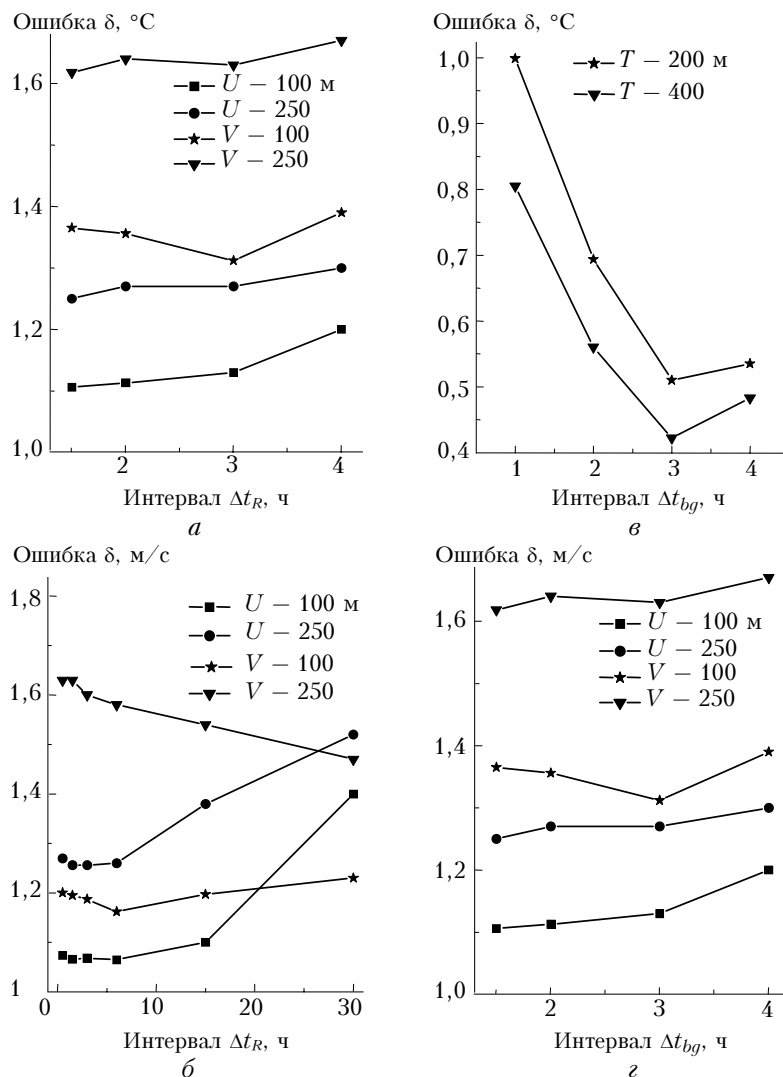 Ошибка δ, °C
1,6
1,4
1,2
1,0
U – 100 м
U – 250
V – 100
V – 250
2 3 4
Интервал Δt_R, ч
а
Ошибка δ, °C
1,0
0,9
0,8
0,7
0,6
0,5
0,4
T – 200 м
T – 400
1 2 3 4
Интервал Δt_bg, ч
в
Ошибка δ, м/с
1,8
1,6
1,4
1,2
1
U – 100 м
U – 250
V – 100
V – 250
0 10 20 30
Интервал Δt_R, ч
б
Ошибка δ, м/с
1,6
1,4
1,2
1,0
U – 100 м
U – 250
V – 100
V – 250
2 3 4
Интервал Δt_bg, ч
г